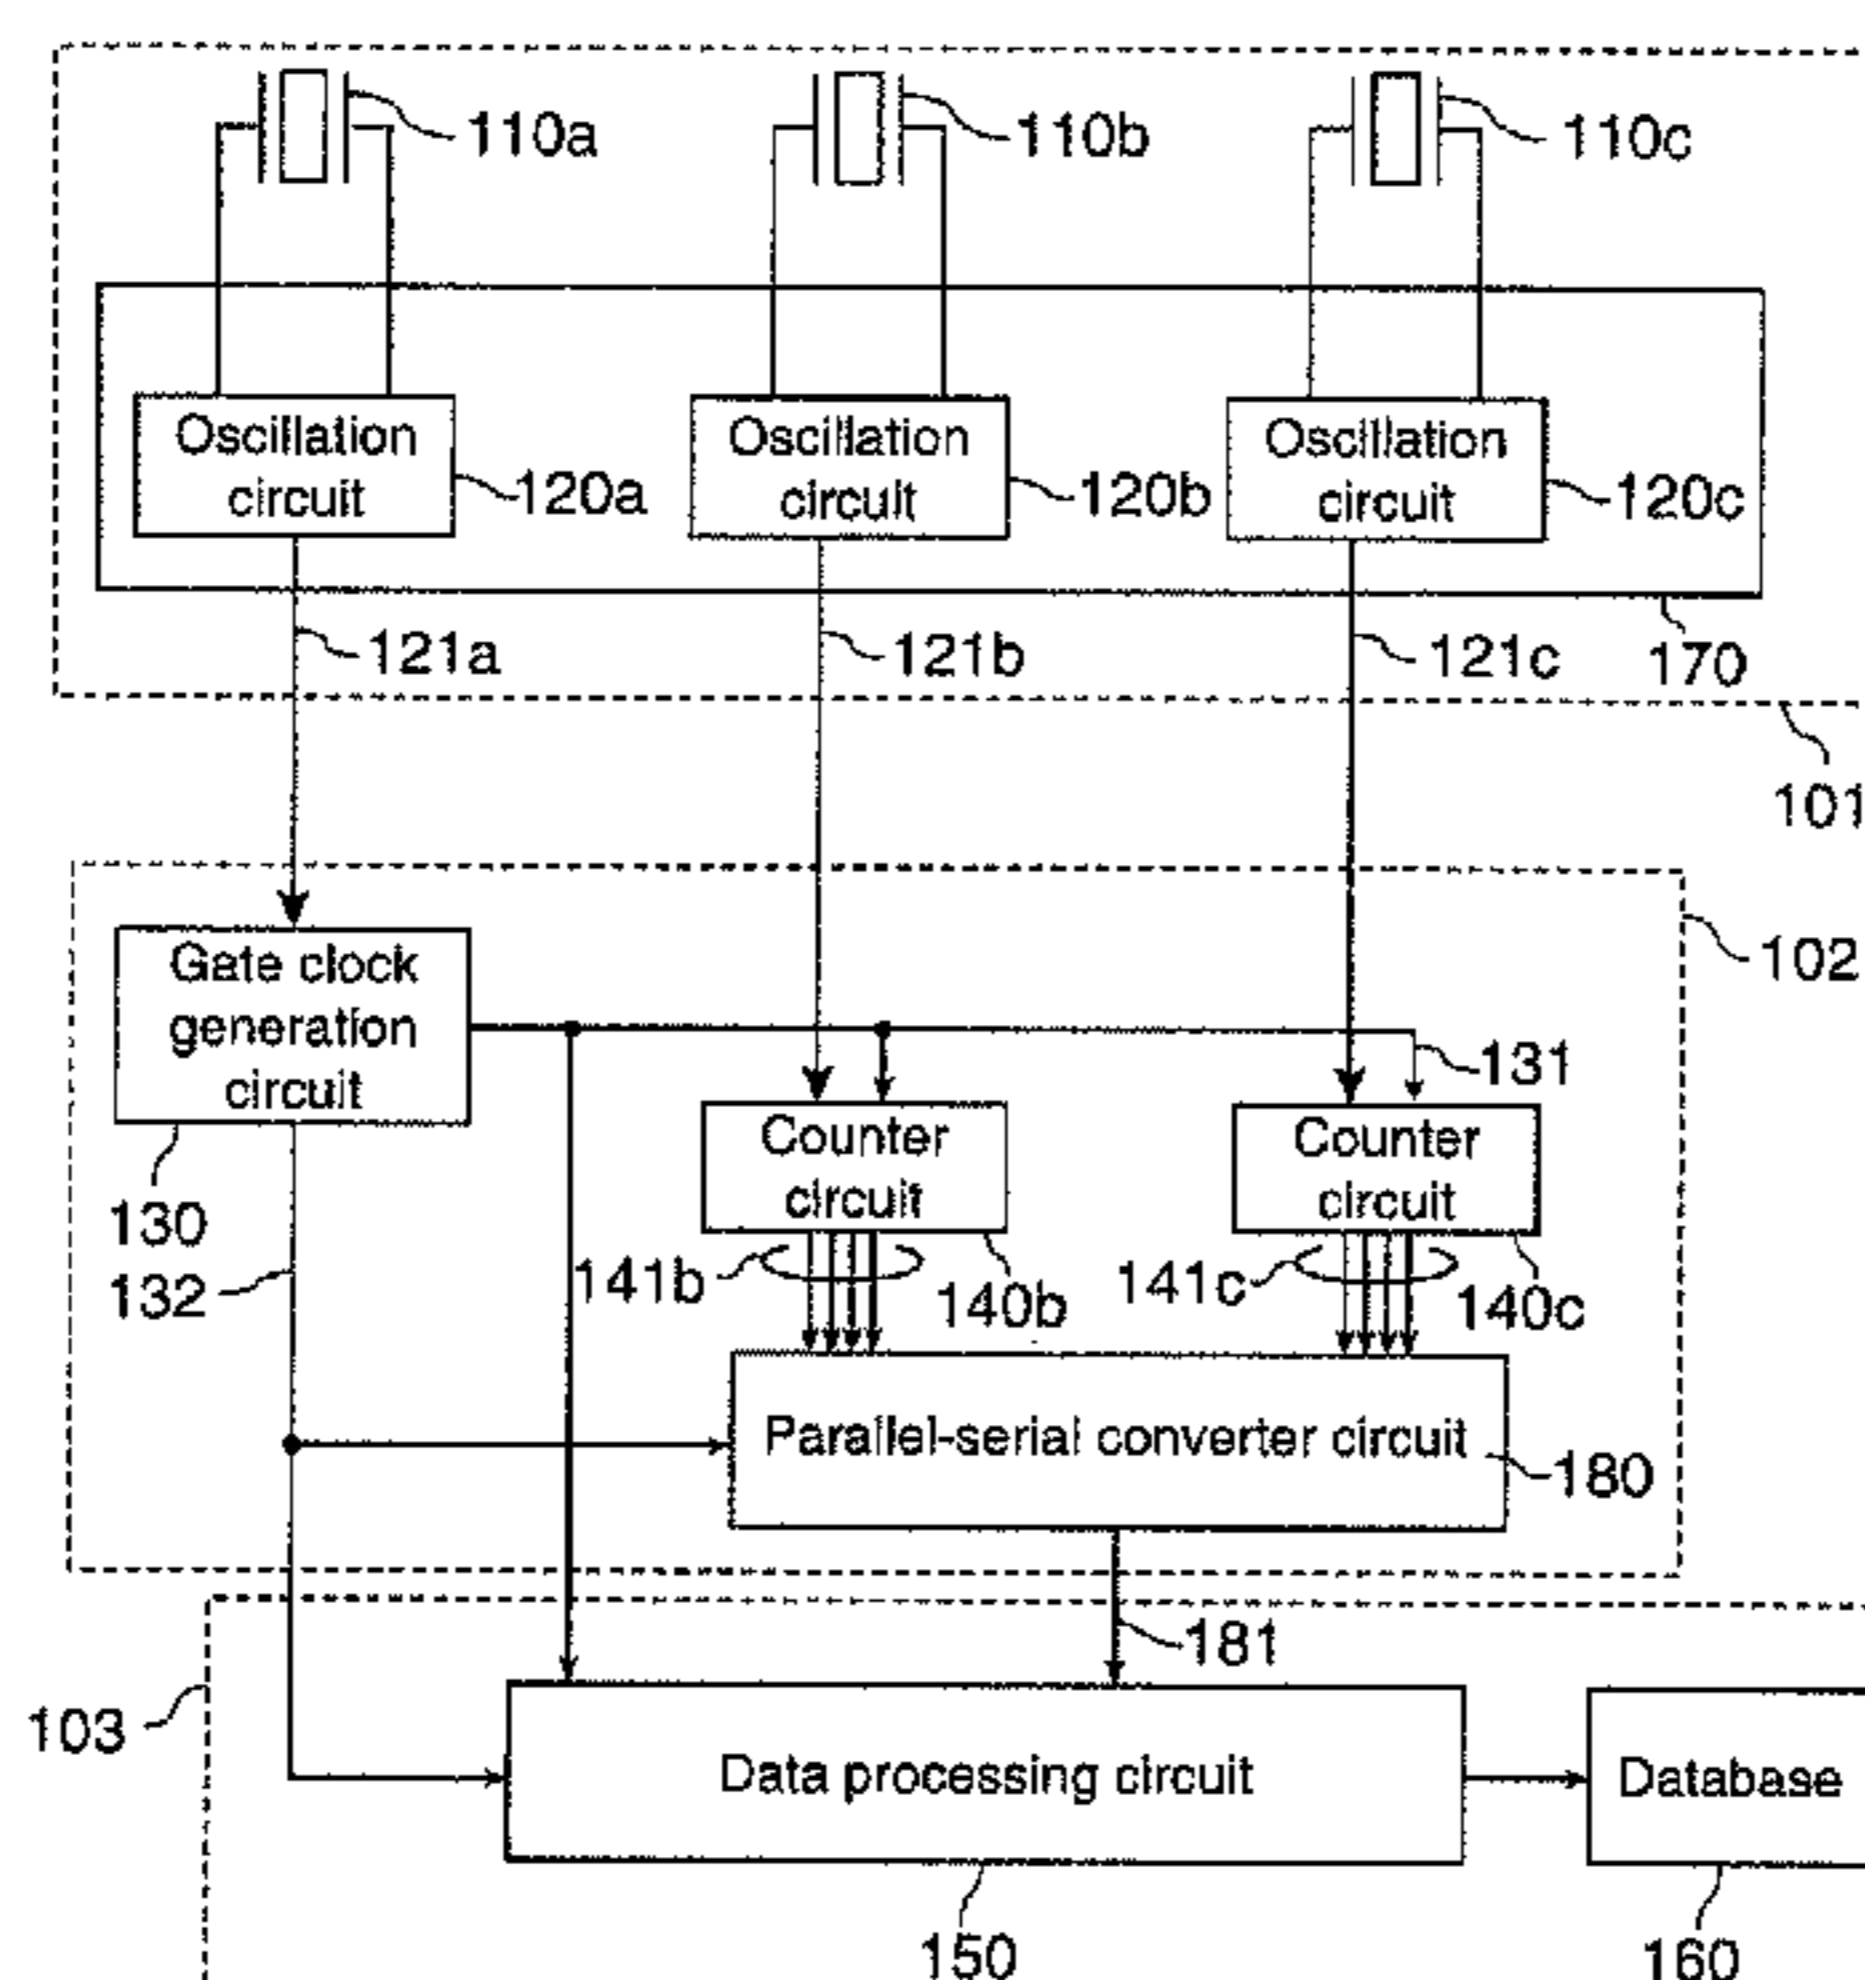 110a
110b
110c
Oscillation
circuit
120a
Oscillation
circuit
120b
Oscillation
circuit
120c
121a
121b
121c
170
101
102
Gate clock
generation
circuit
131
130
132
Counter
circuit
Counter
circuit
141b
140b
141c
140c
Parallel-serial converter circuit
180
181
103
Data processing circuit
Database
150
160